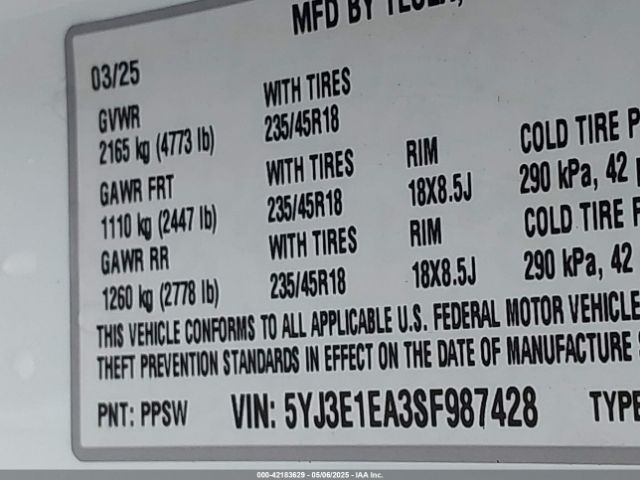 MFD BY TESLA,
03/25
GVWR WITH TIRES
2165 kg (4773 lb) 235/45R18
GAWR FRT WITH TIRES RIM COLD TIRE P
1110 kg (2447 lb) 235/45R18 18X8.5J 290 kPa, 42
GAWR RR WITH TIRES RIM COLD TIRE
1260 kg (2778 lb) 235/45R18 18X8.5J 290 kPa, 42
THIS VEHICLE CONFORMS TO ALL APPLICABLE U.S. FEDERAL MOTOR VEHICLE
THEFT PREVENTION STANDARDS IN EFFECT ON THE DATE OF MANUFACTURE
PNT: PPSW VIN: 5YJ3E1EA3SF987428 TYPE
000-42183629 - 05/06/2025 - IAA Inc.